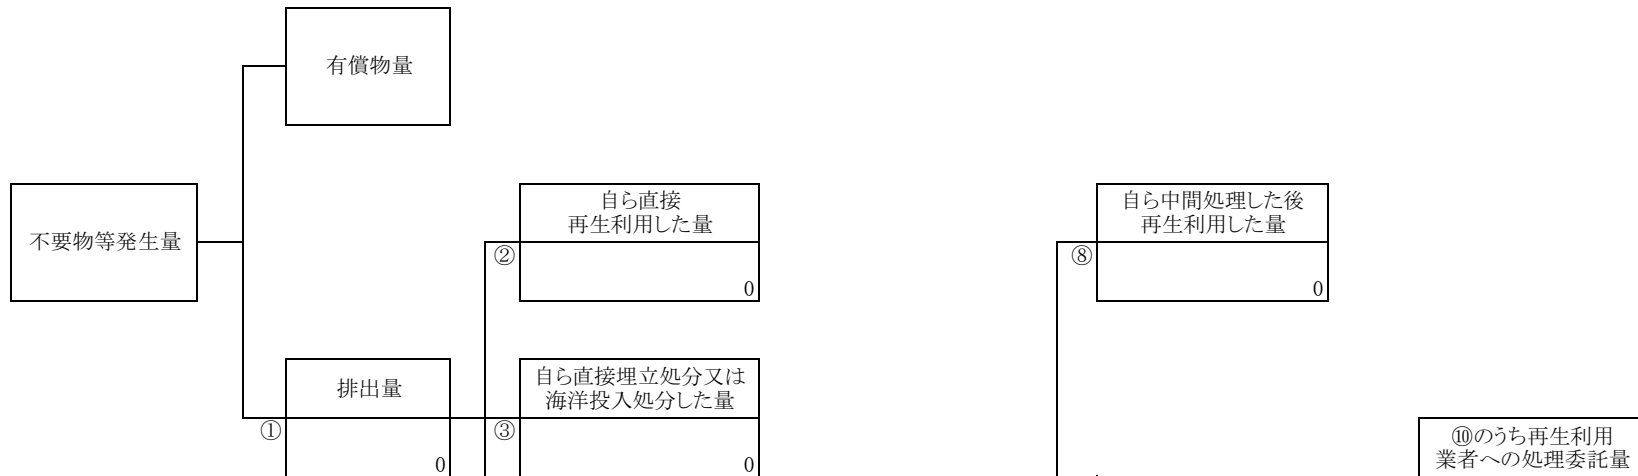 有償物量
不要物等発生量
自ら直接
再生利用した量
②
0
自ら中間処理した後
再生利用した量
⑧
0
排出量
①
0
自ら直接埋立処分又は
海洋投入処分した量
③
0
⑩のうち再生利用
業者への処理委託量